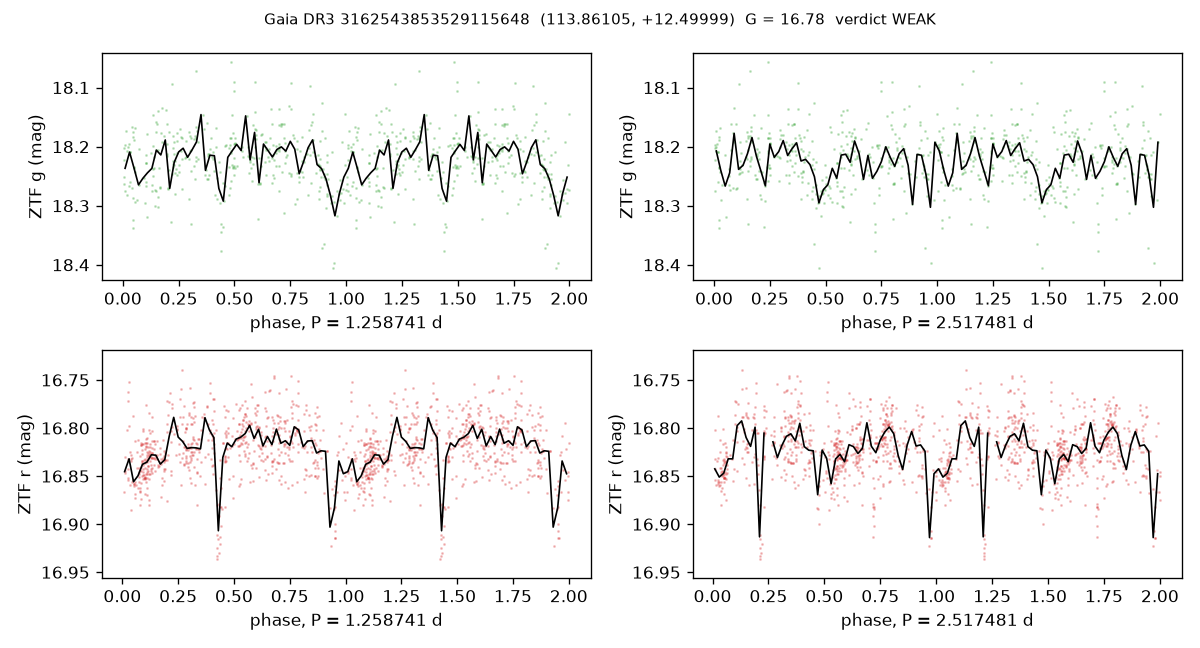 Gaia DR3 3162543853529115648 (113.86105, +12.49999) G = 16.78 verdict WEAK
ZTF g (mag)
18.1
18.2
18.3
18.4
0.00 0.25 0.50 0.75 1.00 1.25 1.50 1.75 2.00
phase, P = 1.258741 d
ZTF g (mag)
18.1
18.2
18.3
18.4
0.00 0.25 0.50 0.75 1.00 1.25 1.50 1.75 2.00
phase, P = 2.517481 d
ZTF r (mag)
16.75
16.80
16.85
16.90
16.95
0.00 0.25 0.50 0.75 1.00 1.25 1.50 1.75 2.00
phase, P = 1.258741 d
ZTF r (mag)
16.75
16.80
16.85
16.90
16.95
0.00 0.25 0.50 0.75 1.00 1.25 1.50 1.75 2.00
phase, P = 2.517481 d